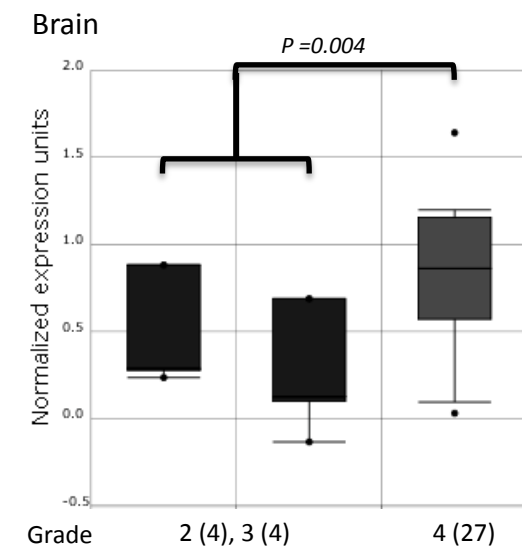 Brain
P =0.004
Normalized expression units
2.0
1.5
1.0
0.5
0.0
-0.5
Grade 2 (4), 3 (4) 4 (27)